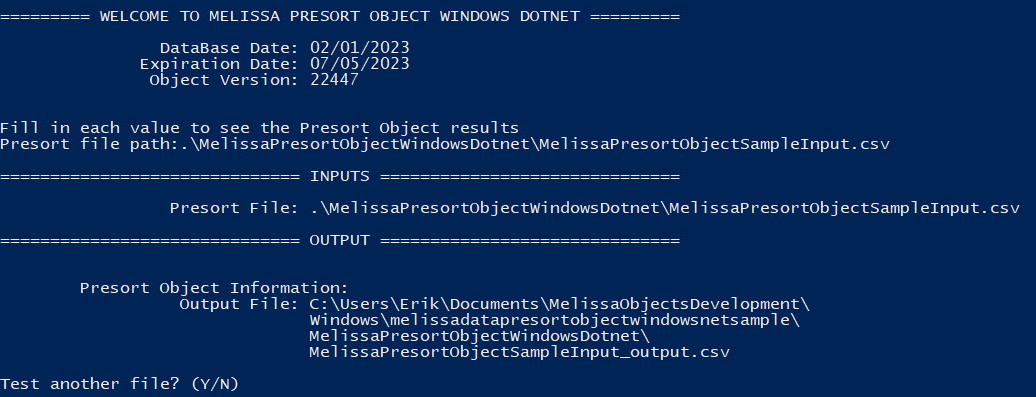 ========= WELCOME TO MELISSA PRESORT OBJECT WINDOWS DOTNET =========
DataBase Date: 02/01/2023
Expiration Date: 07/05/2023
Object Version: 22447
Fill in each value to see the Presort Object results
Presort file path:.\MelissaPresortObjectWindowsDotnet\MelissaPresortObjectSampleInput.csv
============================== INPUTS ==============================
Presort File: .\MelissaPresortObjectWindowsDotnet\MelissaPresortObjectSampleInput.csv
============================== OUTPUT ==============================
Presort Object Information:
Output File: C:\Users\Erik\Documents\MelissaObjectsDevelopment\
Windows\melissadatapresortobjectwindowsnetsample\
MelissaPresortObjectWindowsDotnet\
MelissaPresortObjectSampleInput_output.csv
Test another file? (Y/N)